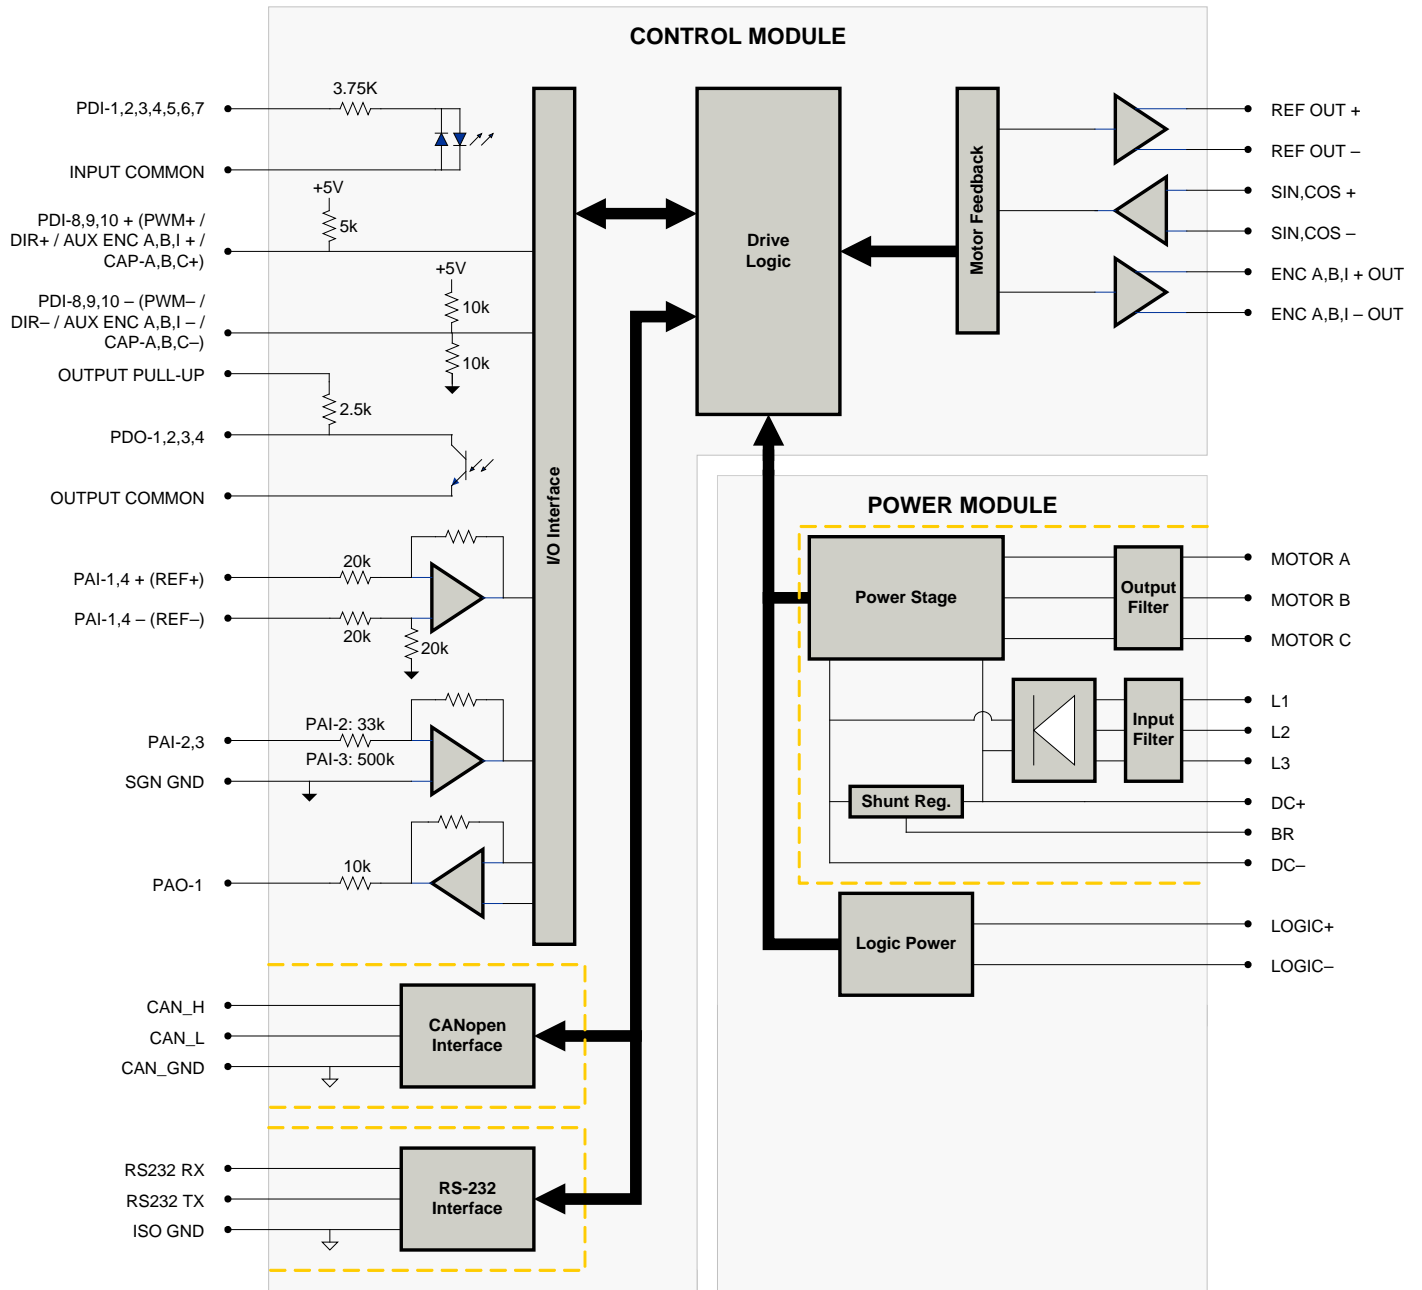 CONTROL MODULE
PDI-1,2,3,4,5,6,7
3.75K
INPUT COMMON
+5V
5k
PDI-8,9,10 + (PWM+ /
DIR+ / AUX ENC A,B,I + /
CAP-A,B,C+)
+5V
10k
PDI-8,9,10 – (PWM– /
DIR– / AUX ENC A,B,I – /
CAP-A,B,C–)
10k
OUTPUT PULL-UP
2.5k
PDO-1,2,3,4
OUTPUT COMMON
PAI-1,4 + (REF+)
20k
PAI-1,4 – (REF–)
20k
20k
PAI-2,3
PAI-2: 33k
PAI-3: 500k
SGN GND
PAO-1
10k
I/O Interface
CAN_H
CAN_L
CAN_GND
CANopen
Interface
RS232 RX
RS232 TX
ISO GND
RS-232
Interface
Drive
Logic
Motor Feedback
REF OUT +
REF OUT –
SIN,COS +
SIN,COS –
ENC A,B,I + OUT
ENC A,B,I – OUT
POWER MODULE
Power Stage
Output
Filter
MOTOR A
MOTOR B
MOTOR C
Input
Filter
L1
L2
L3
Shunt Reg.
DC+
BR
DC–
Logic Power
LOGIC+
LOGIC–